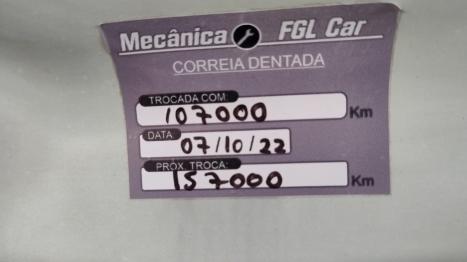 Mecânica FGL Car
CORREIA DENTADA
TROCADA COM:
107000 Km
DATA:
07/10/22
PRÓX. TROCA:
157000 Km